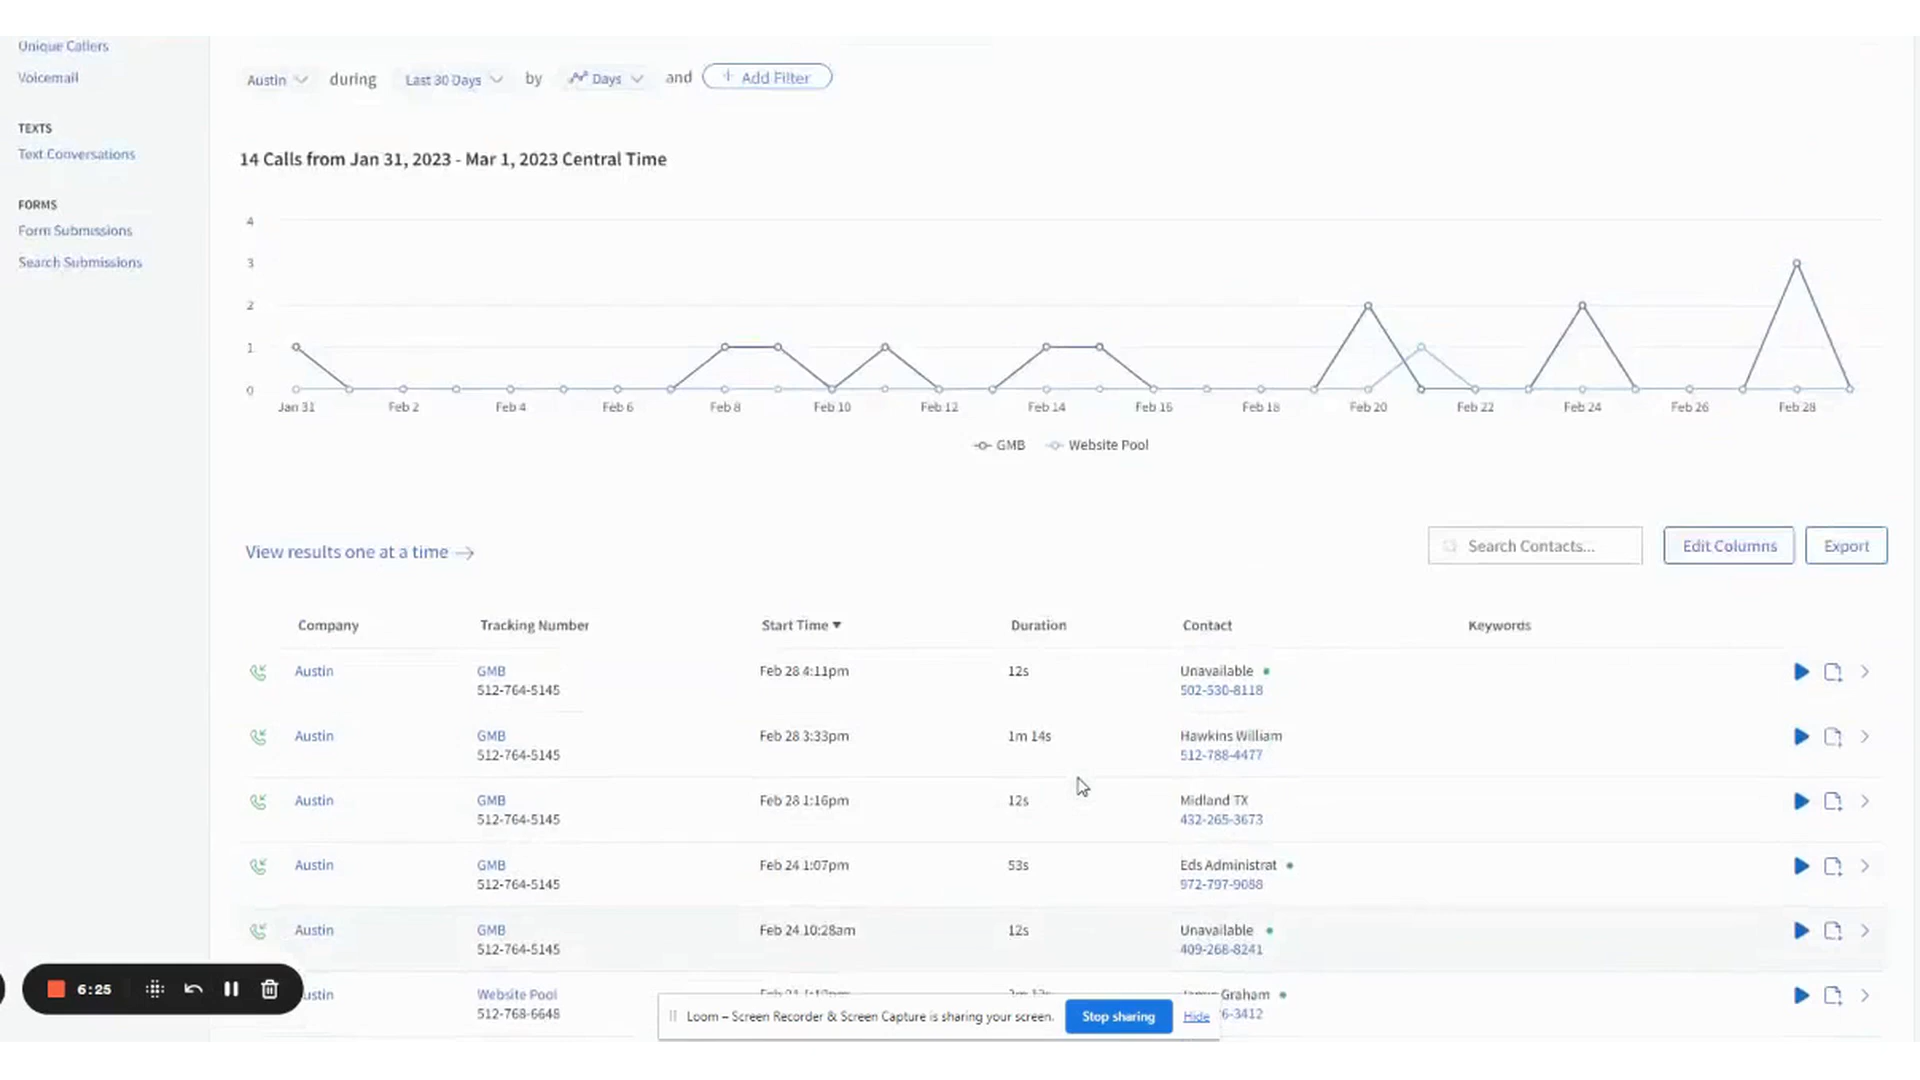 Unique Callers
Voicemail
TEXTS
Text Conversations
FORMS
Form Submissions
Search Submissions
Austin during Last 30 Days by Days and + Add Filter
14 Calls from Jan 31, 2023 - Mar 1, 2023 Central Time
4
3
2
1
0
Jan 31 Feb 2 Feb 4 Feb 6 Feb 8 Feb 10 Feb 12 Feb 14 Feb 16 Feb 18 Feb 20 Feb 22 Feb 24 Feb 26 Feb 28
GMB Website Pool
View results one at a time →
Search Contacts... Edit Columns Export
Company Tracking Number Start Time ▼ Duration Contact Keywords
Austin GMB Feb 28 4:11pm 12s Unavailable
512-764-5145 502-530-8118
Austin GMB Feb 28 3:33pm 1m 14s Hawkins William
512-764-5145 512-788-4477
Austin GMB Feb 28 1:16pm 12s Midland TX
512-764-5145 432-265-3673
Austin GMB Feb 24 1:07pm 53s Eds Administrat
512-764-5145 972-797-9088
Austin GMB Feb 24 10:28am 12s Unavailable
512-764-5145 409-268-8241
ustin Website Pool Graham
512-768-6648 6-3412
6:25
Loom – Screen Recorder & Screen Capture is sharing your screen. Stop sharing Hide